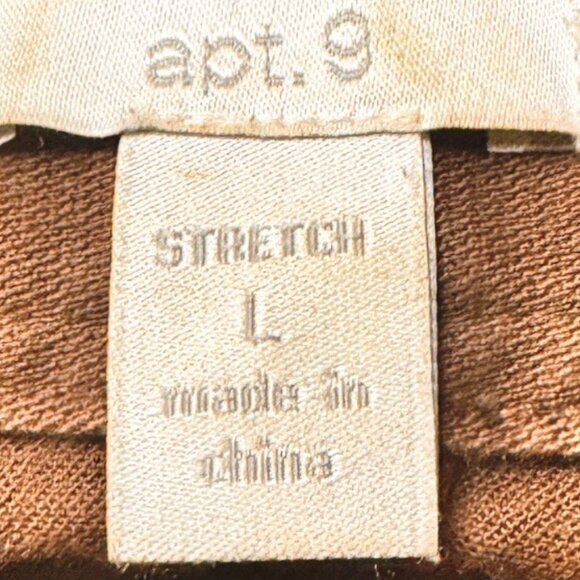 apt. 9
STRETCH
L
made in
china